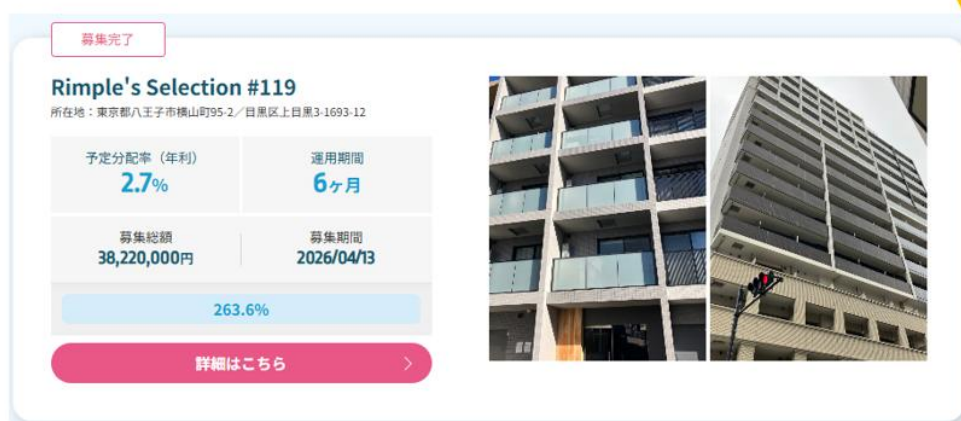 募集完了
Rimple's Selection #119
所在地：東京都八王子市横山町95-2／目黒区上目黒3-1693-12
予定分配率（年利）
2.7%
運用期間
6ヶ月
募集総額
38,220,000円
募集期間
2026/04/13
263.6%
詳細はこちら